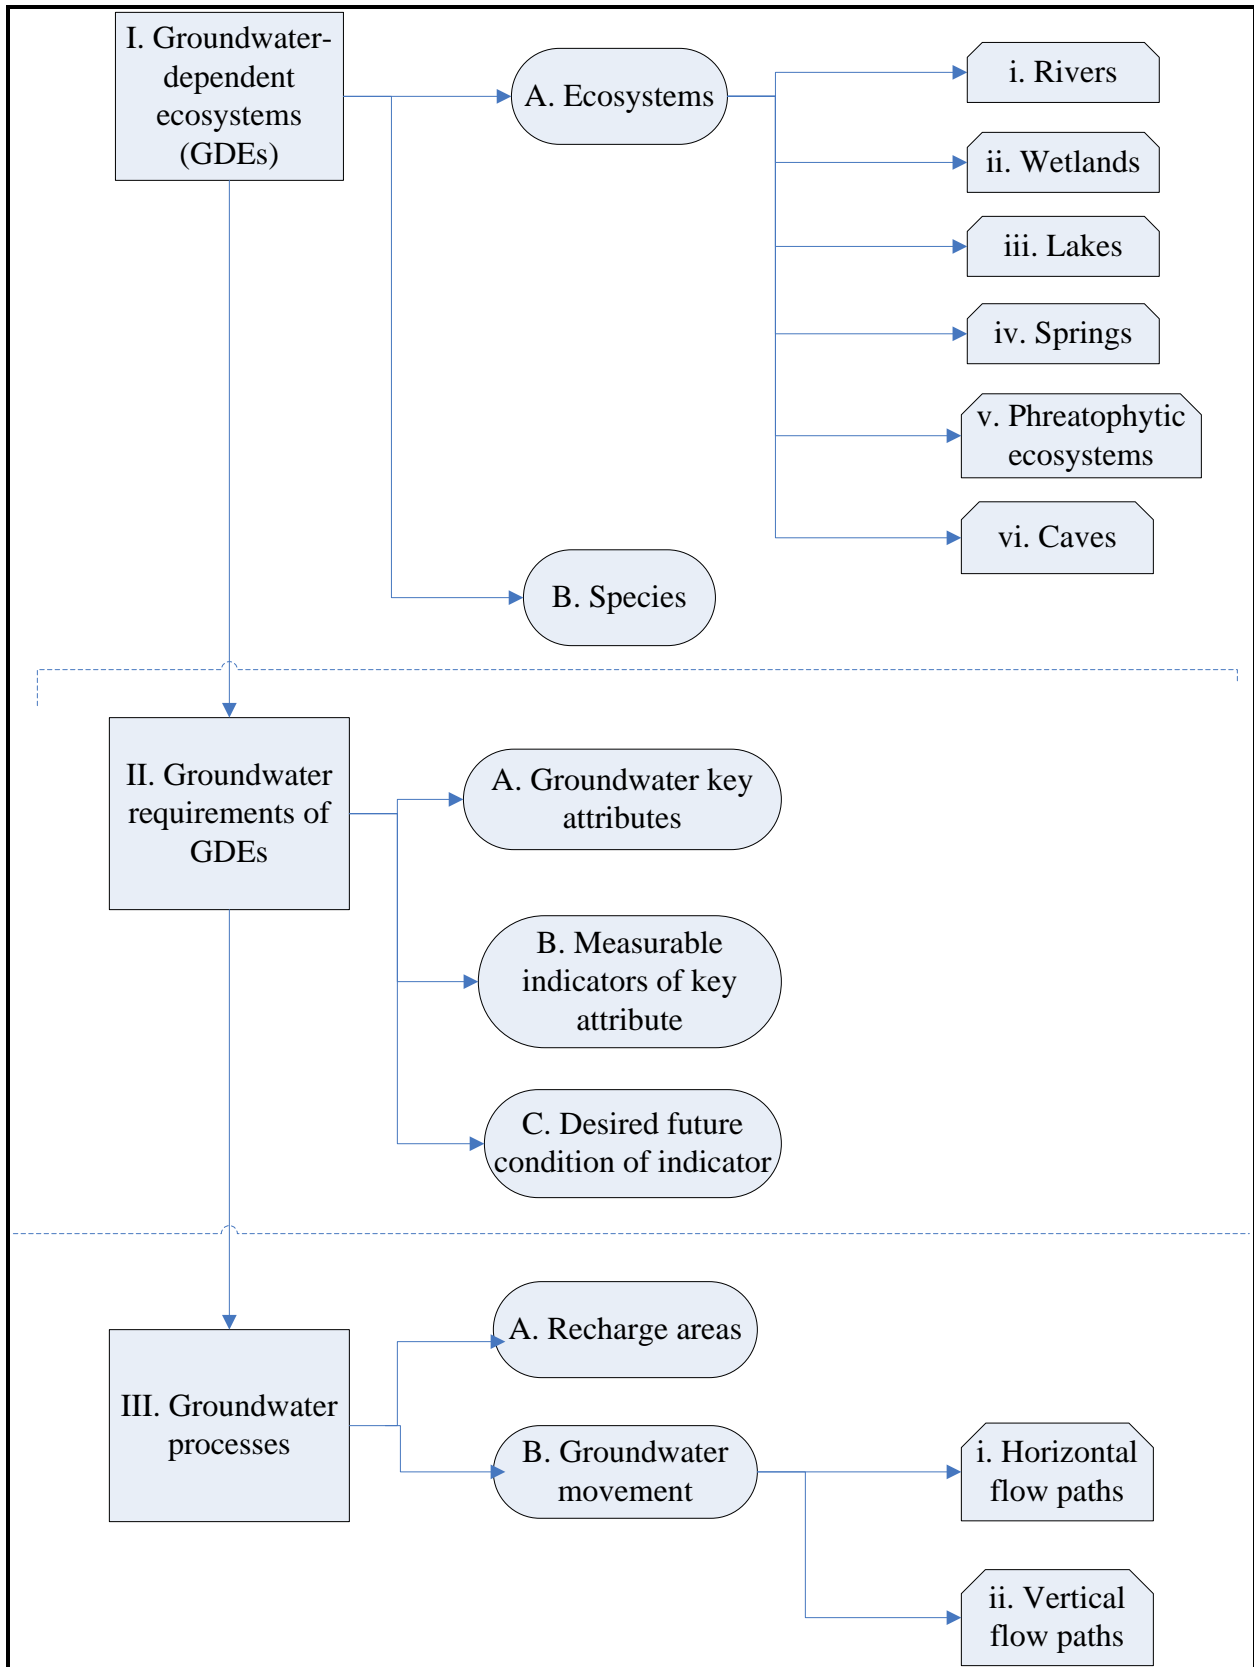 I. Groundwater-
dependent
ecosystems
(GDEs)
A. Ecosystems
i. Rivers
ii. Wetlands
iii. Lakes
iv. Springs
v. Phreatophytic
ecosystems
vi. Caves
B. Species
II. Groundwater
requirements of
GDEs
A. Groundwater key
attributes
B. Measurable
indicators of key
attribute
C. Desired future
condition of indicator
III. Groundwater
processes
A. Recharge areas
B. Groundwater
movement
i. Horizontal
flow paths
ii. Vertical
flow paths